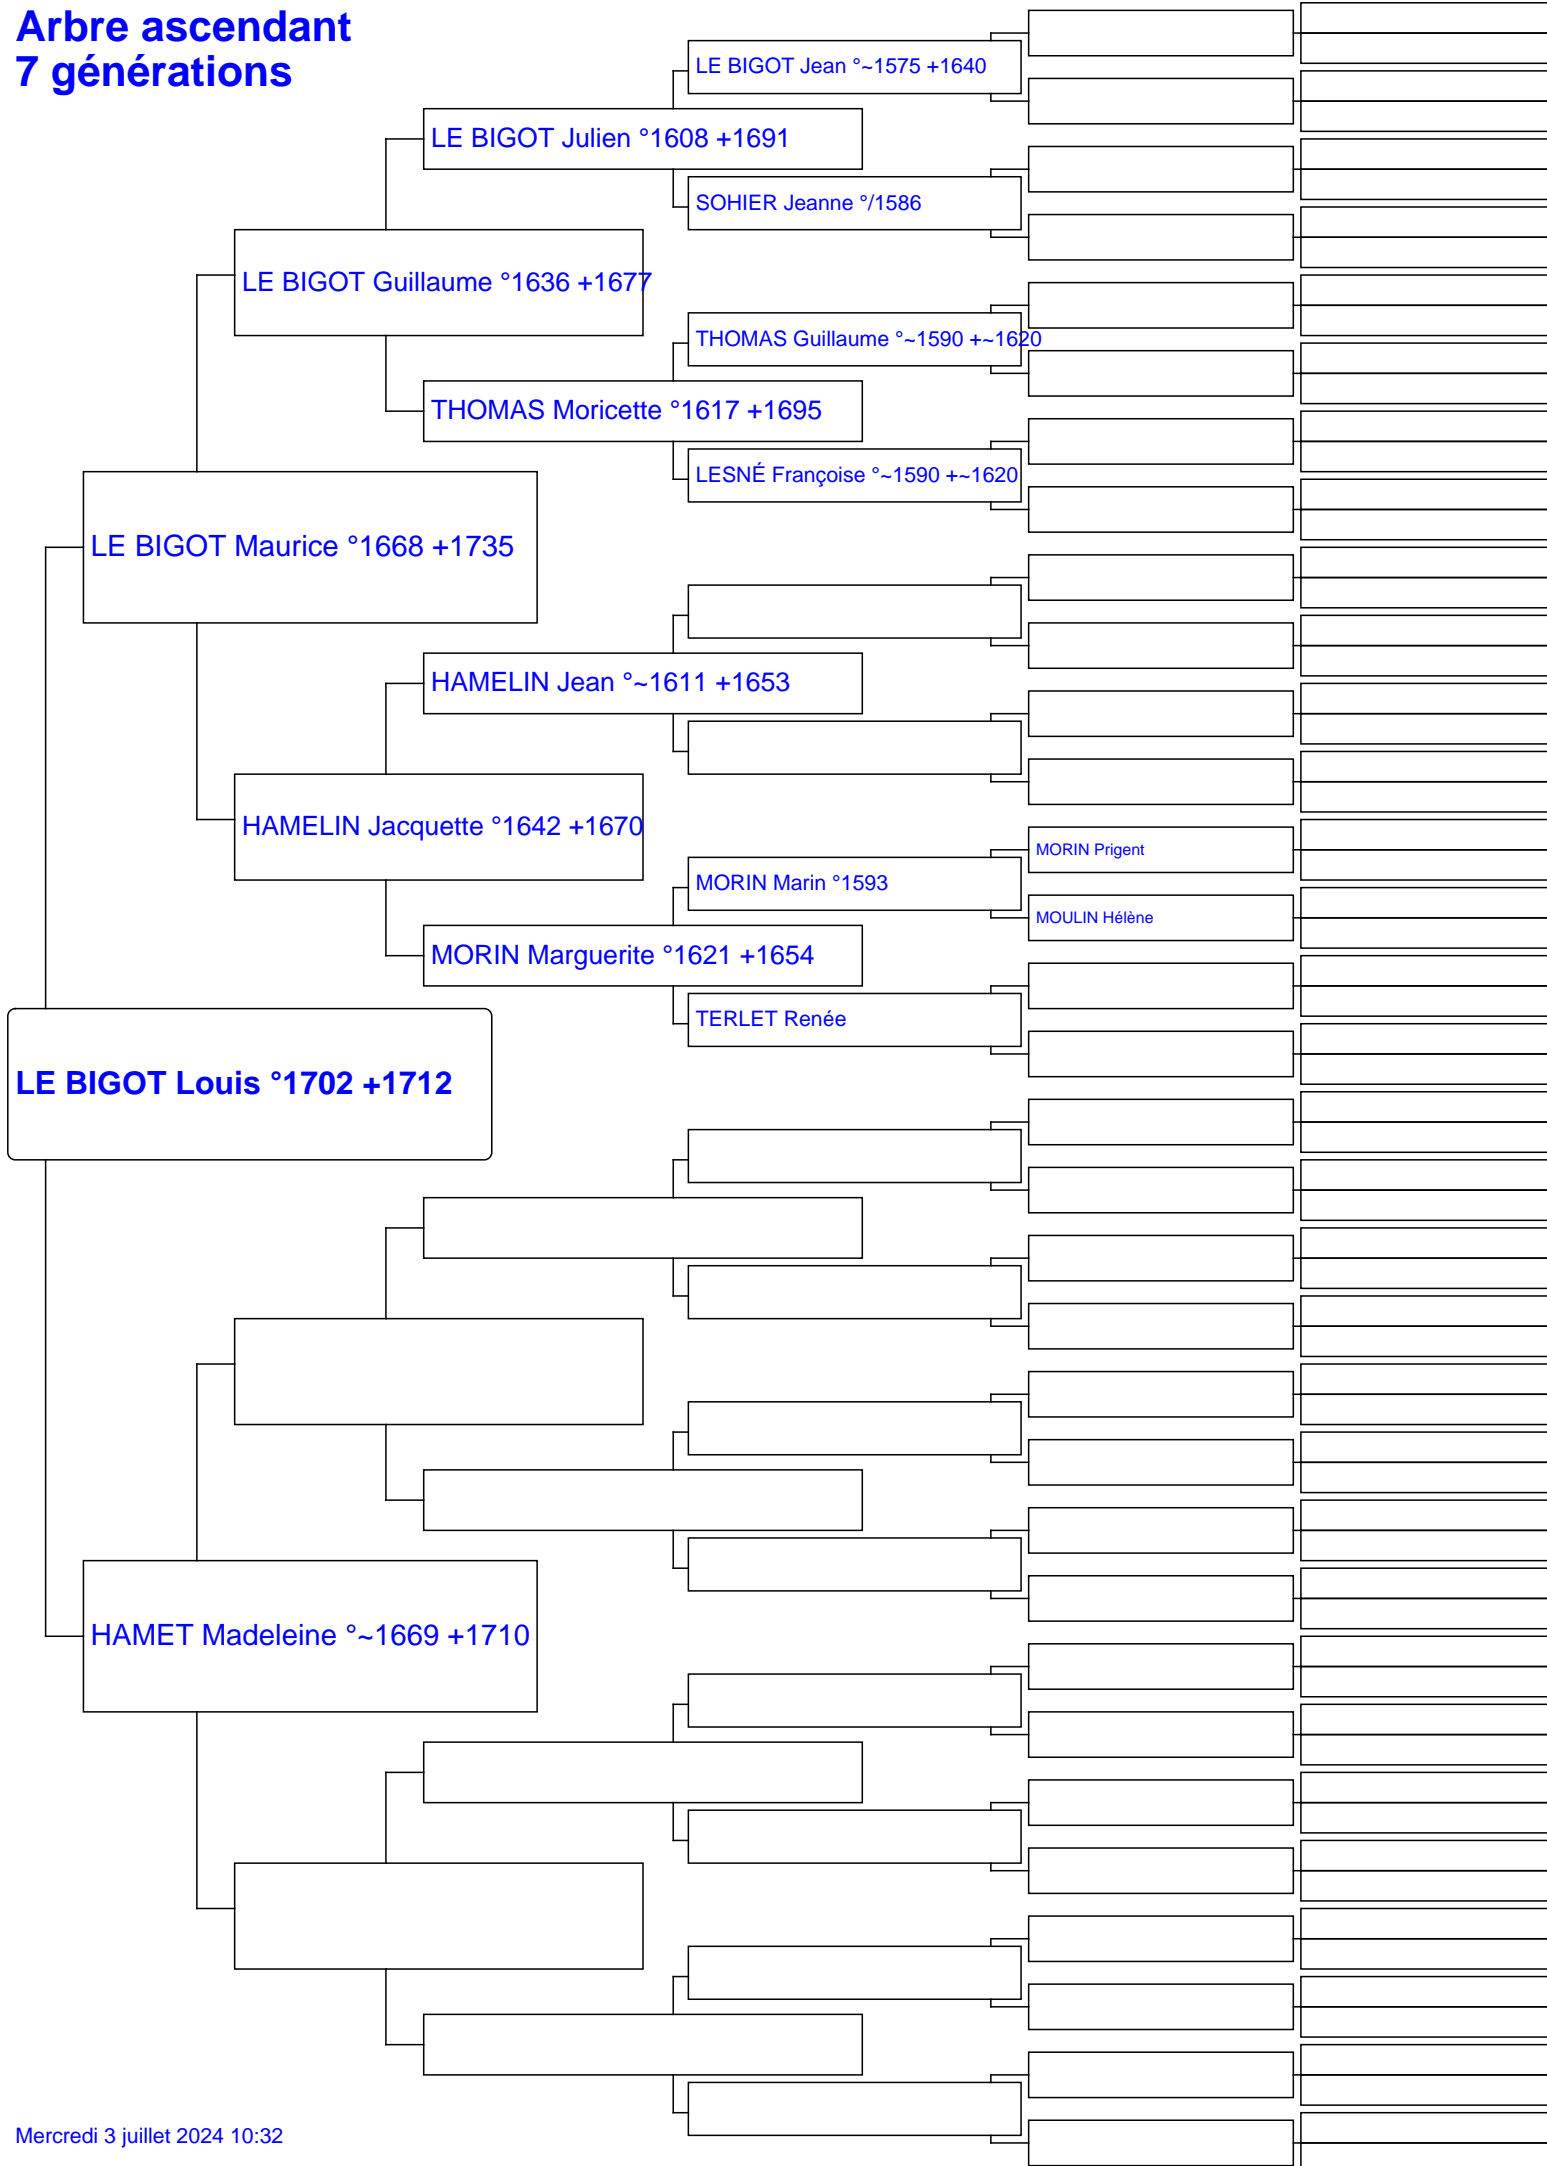 Arbre ascendant
7 générations
LE BIGOT Jean °~1575 +1640
LE BIGOT Julien °1608 +1691
SOHIER Jeanne °/1586
LE BIGOT Guillaume °1636 +1677
THOMAS Guillaume °~1590 +~1620
THOMAS Moricette °1617 +1695
LESNÉ Françoise °~1590 +~1620
LE BIGOT Maurice °1668 +1735
HAMELIN Jean °~1611 +1653
HAMELIN Jacquette °1642 +1670
MORIN Prigent
MORIN Marin °1593
MOULIN Hélène
MORIN Marguerite °1621 +1654
TERLET Renée
LE BIGOT Louis °1702 +1712
HAMET Madeleine °~1669 +1710
Mercredi 3 juillet 2024 10:32